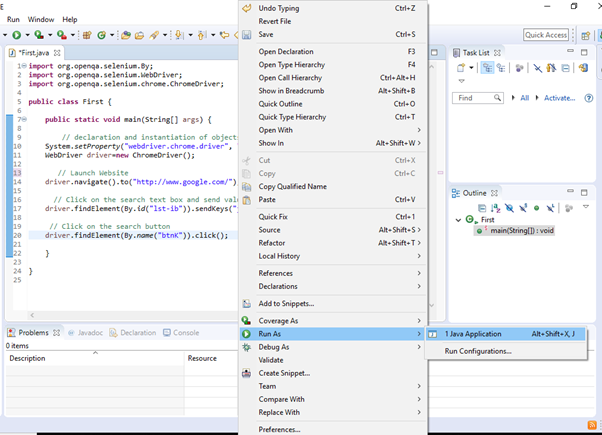 E
Run Window Help
Quick Access
*First.java
1 import org.openqa.selenium.By;
2 import org.openqa.selenium.WebDriver;
3 import org.openqa.selenium.chrome.ChromeDriver;
4
5 public class First {
6
7 public static void main(String[] args) {
8
9 // declaration and instantiation of object
10 System.setProperty("webdriver.chrome.driver", "
11 WebDriver driver=new ChromeDriver();
12
13 // Launch Website
14 driver.navigate().to("http://www.google.com/")
15
16 // Click on the search text box and send valu
17 driver.findElement(By.id("lst-ib")).sendKeys("
18
19 // Click on the search button
20 driver.findElement(By.name("btnK")).click();
21
22 }
23
24 }
25
Problems Javadoc Declaration Console
0 items
Description Resource
Undo Typing Ctrl+Z
Revert File
Save Ctrl+S
Open Declaration F3
Open Type Hierarchy F4
Open Call Hierarchy Ctrl+Alt+H
Show in Breadcrumb Alt+Shift+B
Quick Outline Ctrl+O
Quick Type Hierarchy Ctrl+T
Open With
Show In Alt+Shift+W
Cut Ctrl+X
Copy Ctrl+C
Copy Qualified Name
Paste Ctrl+V
Quick Fix Ctrl+1
Source Alt+Shift+S
Refactor Alt+Shift+T
Local History
References
Declarations
Add to Snippets...
Coverage As
Run As
Debug As
Validate
Create Snippet...
Team
Compare With
Replace With
Preferences...
1 Java Application Alt+Shift+X, J
Run Configurations...
Task List
Find All Activate...
Outline
First
main(String[]) : void